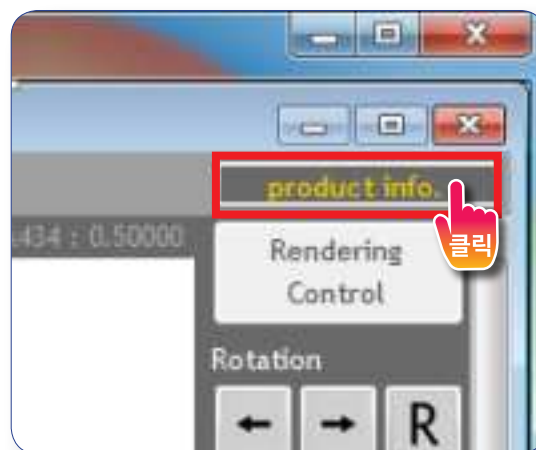 product info.
클릭
434 : 0.50000
Rendering
Control
Rotation
← → R